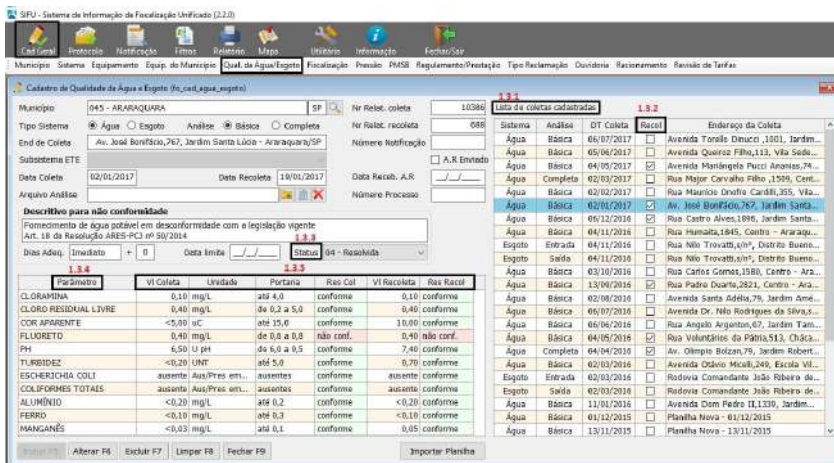 SIFU - Sistema de Informação de Fiscalização Unificado (2.2.0)
Cad Geral Protocolo Notificação Filtros Relatório Mapa Utilitário Informação Fechar/Sair
Município Sistema Equipamento Equip. do Município Qual. da Água/Esgoto Fiscalização Pressão PMSB Regulamento/Prestação Tipo Reclamação Ouvidoria Racionamento Revisão de Tarifas
Cadastro de Qualidade da Água e Esgoto (fo_cad_agua_esgoto)
Município 045 - ARARAQUARA SP Nr Relat. coleta 10386
Tipo Sistema Água Esgoto Análise Básica Completa Nr Relat. recoleta 688
End de Coleta Av. José Bonifácio,767, Jardim Santa Lúcia - Araraquara/SP Número Notificação
Subsistema ETE A.R Enviado
Data Coleta 02/01/2017 Data Recoleta 19/01/2017 Data Receb. A.R __/__/____
Arquivo Análise Número Processo
Descritivo para não conformidade
Fornecimento de água potável em desconformidade com a legislação vigente
Art. 18 da Resolução ARES-PCJ nº 50/2014
1.3.3
Dias Adeq. Imediato + 0 Data limite __/__/____ Status 04 - Resolvida
1.3.4 1.3.5
Parâmetro Vl Coleta Unidade Portaria Res Col Vl Recoleta Res Recol
CLORAMINA 0,10 mg/L até 4,0 conforme 0,10 conforme
CLORO RESIDUAL LIVRE 0,40 mg/L de 0,2 a 5,0 conforme 0,40 conforme
COR APARENTE <5,00 uC até 15,0 conforme 10,00 conforme
FLUORETO 0,40 mg/L de 0,6 a 0,8 não conf. 0,40 não conf.
PH 6,50 U pH de 6,0 a 9,5 conforme 7,40 conforme
TURBIDEZ <0,20 UNT até 5,0 conforme 0,70 conforme
ESCHERICHIA COLI ausente Aus/Pres em... ausentes conforme ausente conforme
COLIFORMES TOTAIS ausente Aus/Pres em... ausentes conforme ausente conforme
ALUMÍNIO <0,20 mg/L até 0,2 conforme <0,20 conforme
FERRO <0,10 mg/L até 0,3 conforme <0,10 conforme
MANGANÊS <0,03 mg/L até 0,1 conforme 0,05 conforme
Alterar F6 Excluir F7 Limpar F8 Fechar F9 Importar Planilha
1.3.1
Lista de coletas cadastradas 1.3.2
Sistema Análise DT Coleta Recol Endereço da Coleta
Água Básica 06/07/2017 Avenida Torello Dinucci ,1001, Jardim...
Água Básica 05/06/2017 Avenida Queiroz Filho,113, Vila Sede...
Água Básica 04/05/2017 Avenida Mariângela Pucci Ananias,74...
Água Completa 02/03/2017 Rua Major Carvalho Filho ,1509, Cent...
Água Básica 02/02/2017 Rua Maurício Onofre Cardilli,355, Vila...
Água Básica 02/01/2017 Av. José Bonifácio,767, Jardim Santa...
Água Básica 06/12/2016 Rua Castro Alves,1896, Jardim Santa...
Água Básica 04/11/2016 Rua Humaita,1845, Centro - Araraqu...
Esgoto Entrada 04/11/2016 Rua Nilo Trovatti,s/nº, Distrito Bueno...
Esgoto Saída 04/11/2016 Rua Nilo Trovatti,s/nº, Distrito Bueno...
Água Básica 03/10/2016 Rua Carlos Gomes,1580, Centro - Ara...
Água Básica 13/09/2016 Rua Padre Duarte,2821, Centro - Ara...
Água Básica 02/08/2016 Avenida Santa Adélia,79, Jardim Amé...
Água Básica 06/07/2016 Avenida Dr. Nilo Rodrigues da Silva,s...
Água Básica 06/06/2016 Rua Angelo Argenton,67, Jardim Tam...
Água Básica 04/05/2016 Rua Voluntários da Pátria,513, Cháca...
Água Completa 04/04/2016 Av. Olimpio Bolzan,79, Jardim Robert...
Água Básica 02/03/2016 Avenida Otávio Miceli,249, Escola Vil...
Esgoto Entrada 02/03/2016 Rodovia Comandante João Ribeiro de...
Esgoto Saída 02/03/2016 Rodovia Comandante João Ribeiro de...
Água Básica 11/01/2016 Avenida Dom Pedro II,1330, Jardim...
Água Básica 01/12/2015 Planilha Nova - 01/12/2015
Água Básica 13/11/2015 Planilha Nova - 13/11/2015